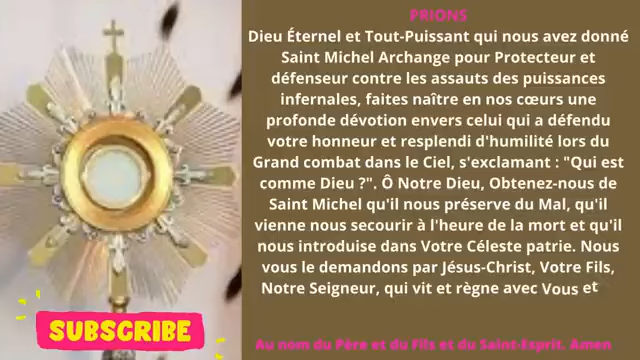 PRIONS
Dieu Éternel et Tout-Puissant qui nous avez donné
Saint Michel Archange pour Protecteur et
défenseur contre les assauts des puissances
infernales, faites naître en nos cœurs une
profonde dévotion envers celui qui a défendu
votre honneur et resplendi d'humilité lors du
Grand combat dans le Ciel, s'exclamant : "Qui est
comme Dieu ?". Ô Notre Dieu, Obtenez-nous de
Saint Michel qu'il nous préserve du Mal, qu'il
vienne nous secourir à l'heure de la mort et qu'il
nous introduise dans Votre Céleste patrie. Nous
vous le demandons par Jésus-Christ, Votre Fils,
Notre Seigneur, qui vit et règne avec Vous et
Au nom du Père et du Fils et du Saint-Esprit. Amen
SUBSCRIBE